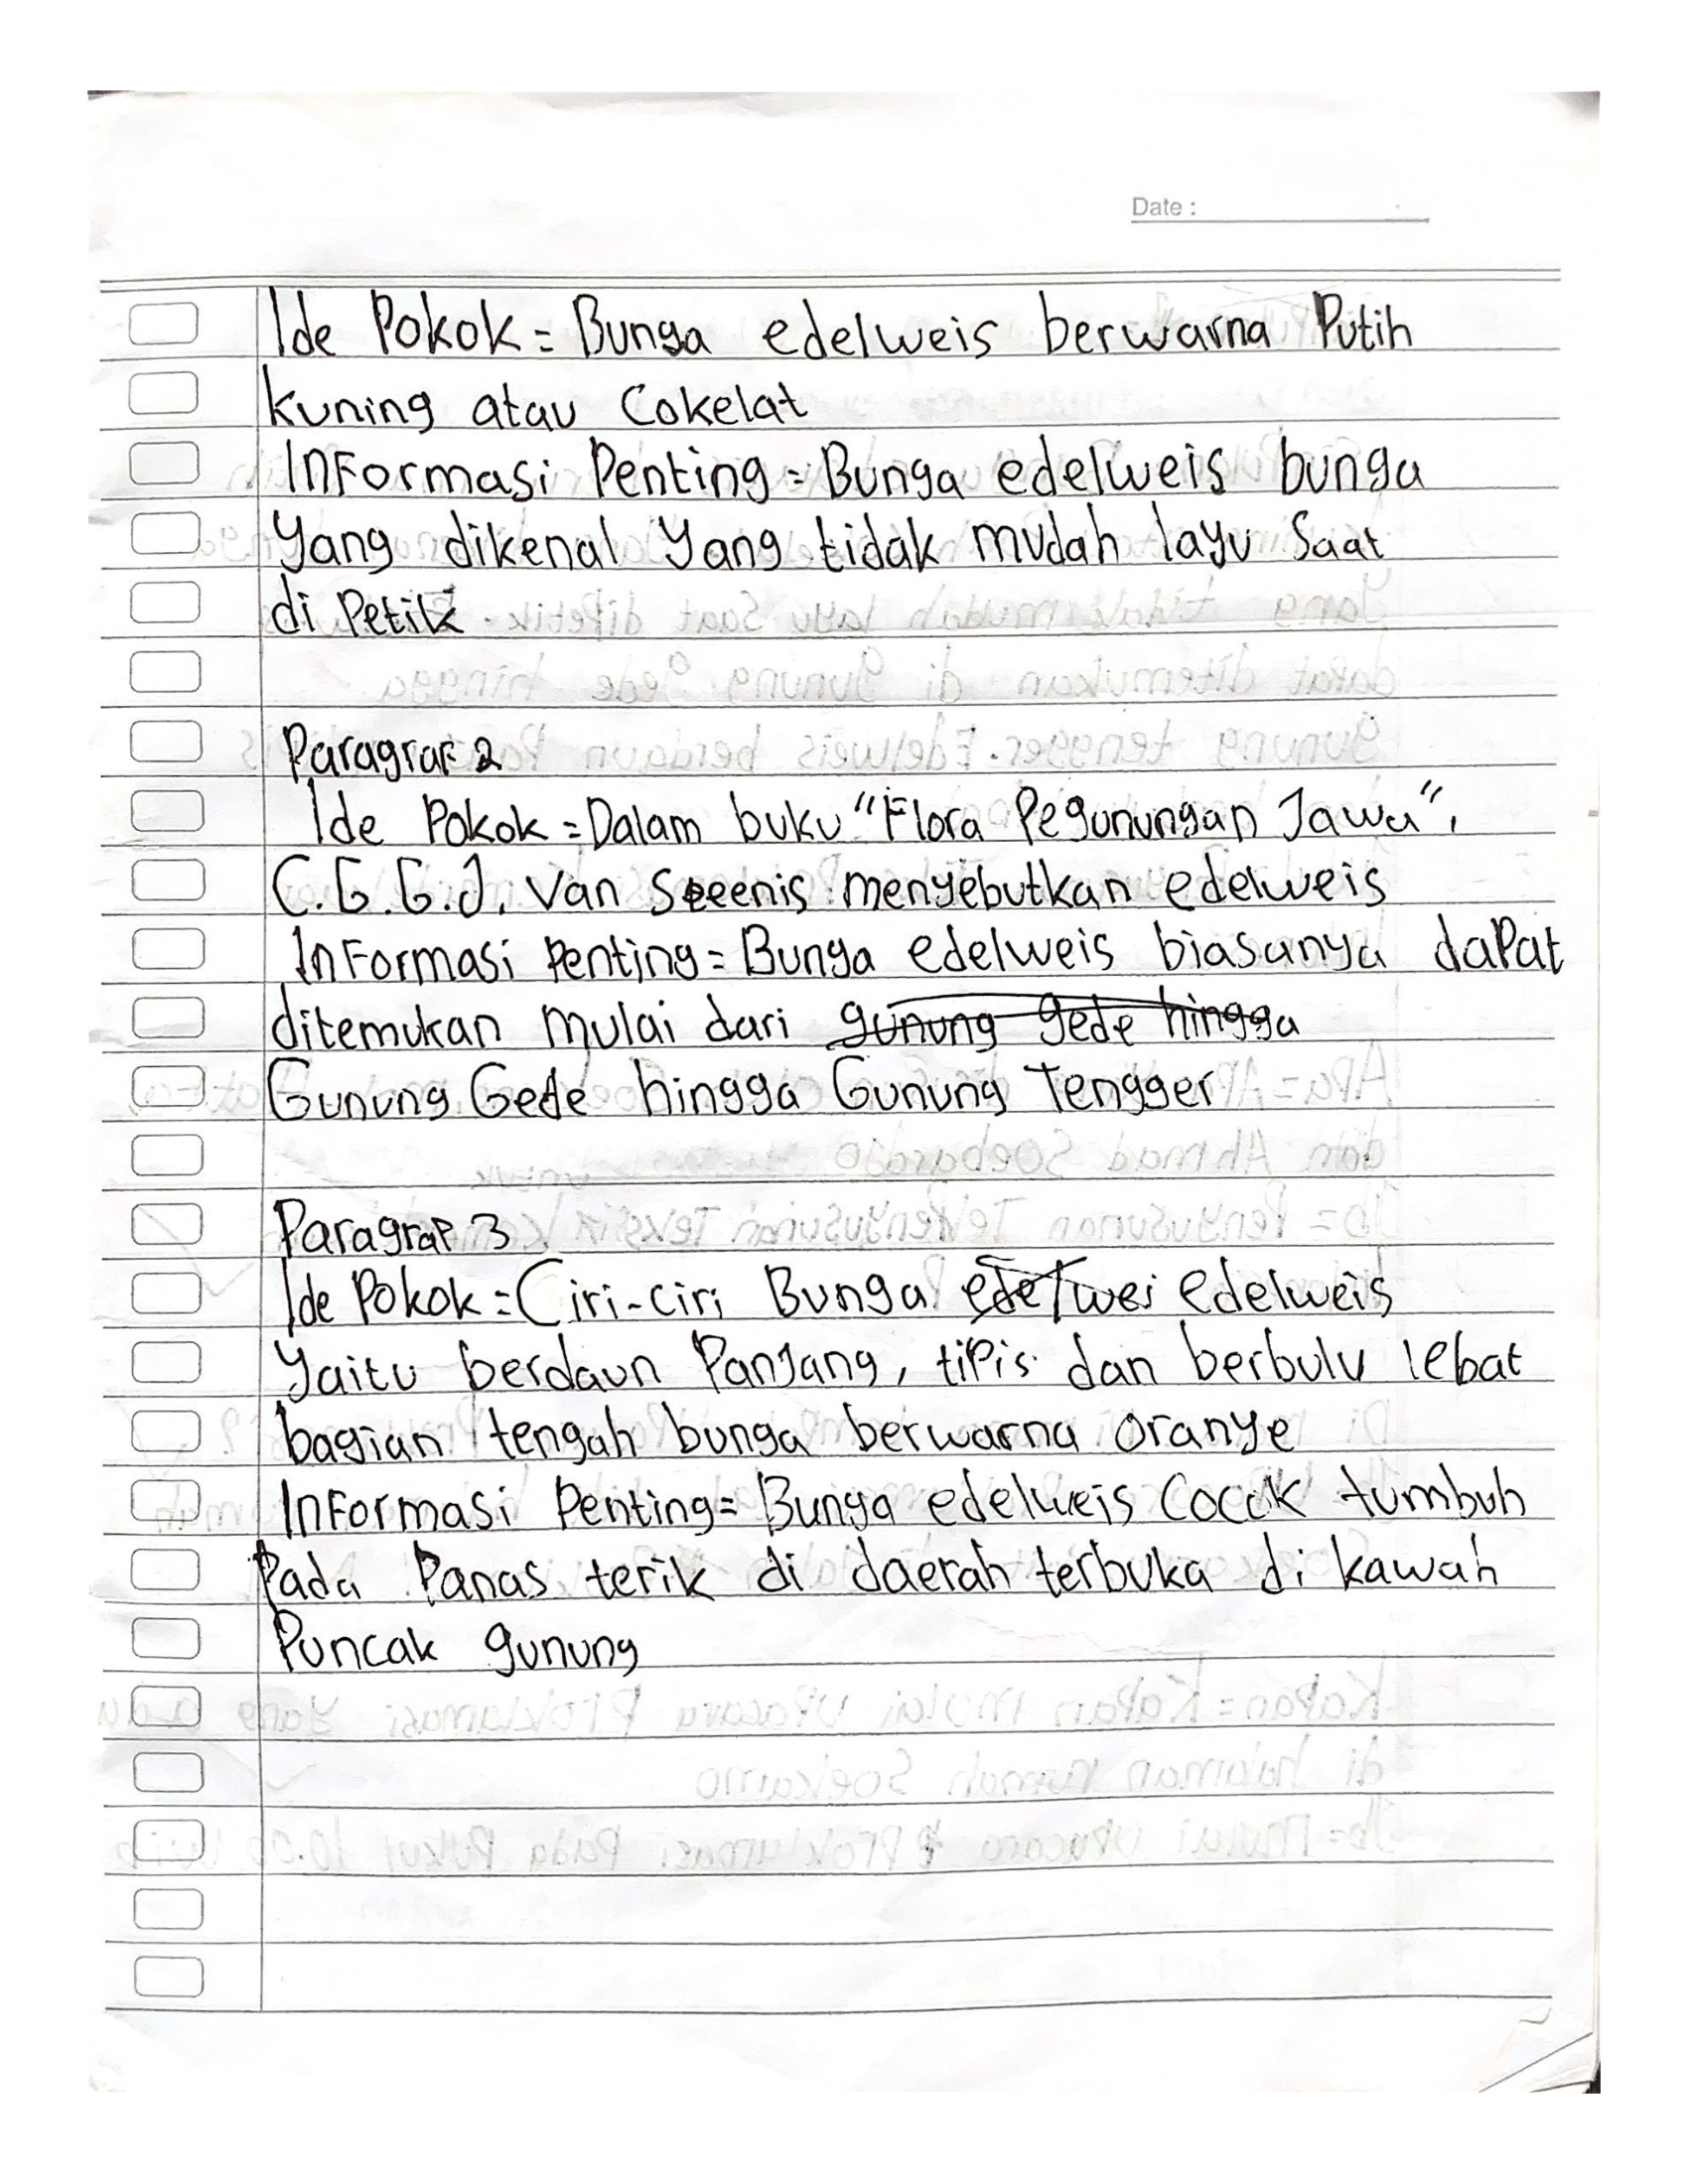 Date :
Ide Pokok = Bunga edelweis berwarna Putih
kuning atau Cokelat
Informasi Penting = Bunga edelweis bunga
Yang dikenal Yang tidak mudah layu Saat
di Petik
Paragraf 2
Ide Pokok = Dalam buku "Flora Pegunungan Jawa",
C.G.G.J. Van Steenis menyebutkan edelweis
Informasi Penting = Bunga edelweis biasanya dapat
ditemukan mulai dari gunung gede hingga
Gunung Gede hingga Gunung Tengger
Paragraf 3
Ide Pokok = Ciri-ciri Bunga edelwei edelweis
Yaitu berdaun Panjang, tipis dan berbulu lebat
bagian tengah bunga berwarna oranye
Informasi Penting = Bunga edelweis Cocok tumbuh
Pada Panas terik di daerah terbuka di kawah
Puncak gunung